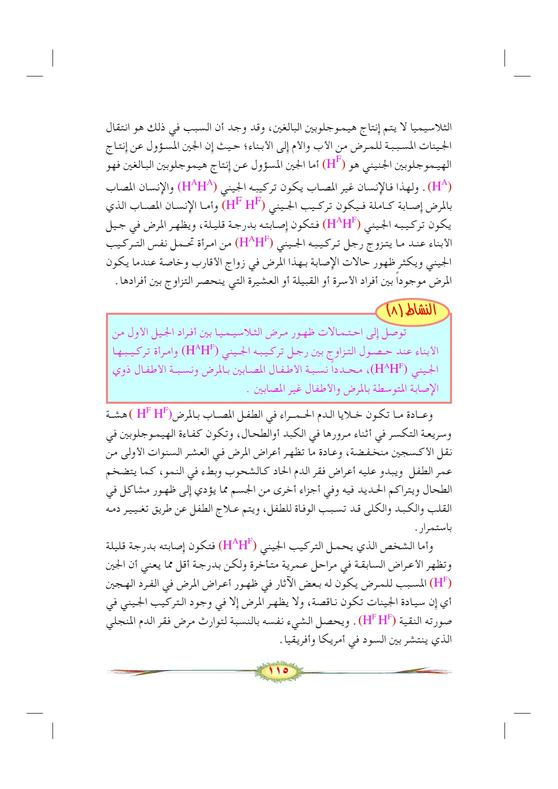 الثلاسيميا لا يتم إنتاج هيموجلوبين البالغين، وقد وجد أن السبب في ذلك هو انتقال
الجينات المسببة للمرض من الأب والأم إلى الأبناء؛ حيث إن الجين المسؤول عن إنتاج
الهيموجلوبين الجنيني هو (H^F) أما الجين المسؤول عن إنتاج هيموجلوبين البالغين فهو
(H^A) . ولهذا فالإنسان غير المصاب يكون تركيبه الجيني (H^A H^A) والإنسان المصاب
بالمرض إصابة كاملة فيكون تركيب الجيني (H^F H^F) وأما الإنسان المصاب الذي
يكون تركيبه الجيني (H^A H^F) فتكون إصابته بدرجة قليلة، ويظهر المرض في جيل
الأبناء عند ما يتزوج رجل تركيبه الجيني (H^A H^F) من امرأة تحمل نفس التركيب
الجيني ويكثر ظهور حالات الإصابة بهذا المرض في زواج الأقارب وخاصة عندما يكون
المرض موجوداً بين أفراد الأسرة أو القبيلة أو العشيرة التي ينحصر التزاوج بين أفرادها .
النشاط (٨)
توصل إلى احتمالات ظهور مرض الثلاسيميا بين أفراد الجيل الأول من
الأبناء عند حصول التزاوج بين رجل تركيبه الجيني (H^A H^F) وامرأة تركيبها
الجيني (H^A H^F)، محدداً نسبة الأطفال المصابين بالمرض ونسبة الأطفال ذوي
الإصابة المتوسطة بالمرض والأطفال غير المصابين .
وعادة ما تكون خلايا الدم الحمراء في الطفل المصاب بالمرض( H^F H^F ) هشة
وسريعة التكسر في أثناء مرورها في الكبد أوالطحال، وتكون كفاءة الهيموجلوبين في
نقل الأكسجين منخفضة، وعادة ما تظهر أعراض المرض في العشر السنوات الأولى من
عمر الطفل ويبدو عليه أعراض فقر الدم الحاد كالشحوب وبطء في النمو، كما يتضخم
الطحال ويتراكم الحديد فيه وفي أجزاء أخرى من الجسم مما يؤدي إلى ظهور مشاكل في
القلب والكبد والكلى قد تسبب الوفاة للطفل، ويتم علاج الطفل عن طريق تغيير دمه
باستمرار .
وأما الشخص الذي يحمل التركيب الجيني (H^A H^F) فتكون إصابته بدرجة قليلة
وتظهر الأعراض السابقة في مراحل عمرية متأخرة ولكن بدرجة أقل مما يعني أن الجين
(H^F) المسبب للمرض يكون له بعض الآثار في ظهور أعراض المرض في الفرد الهجين
أي إن سيادة الجينات تكون ناقصة، ولا يظهر المرض إلا في وجود التركيب الجيني في
صورته النقية (H^F H^F) . ويحصل الشيء نفسه بالنسبة لتوارث مرض فقر الدم المنجلي
الذي ينتشر بين السود في أمريكا وأفريقيا .
١١٥